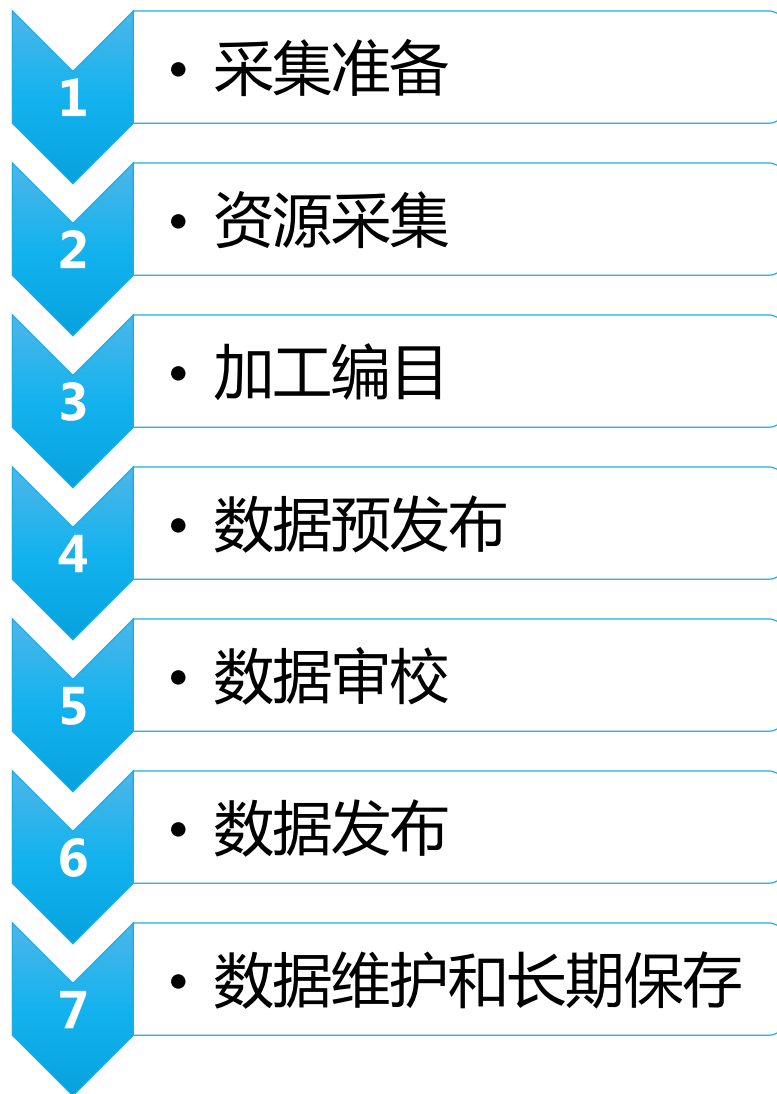 1
• 采集准备
2
• 资源采集
3
• 加工编目
4
• 数据预发布
5
• 数据审校
6
• 数据发布
7
• 数据维护和长期保存